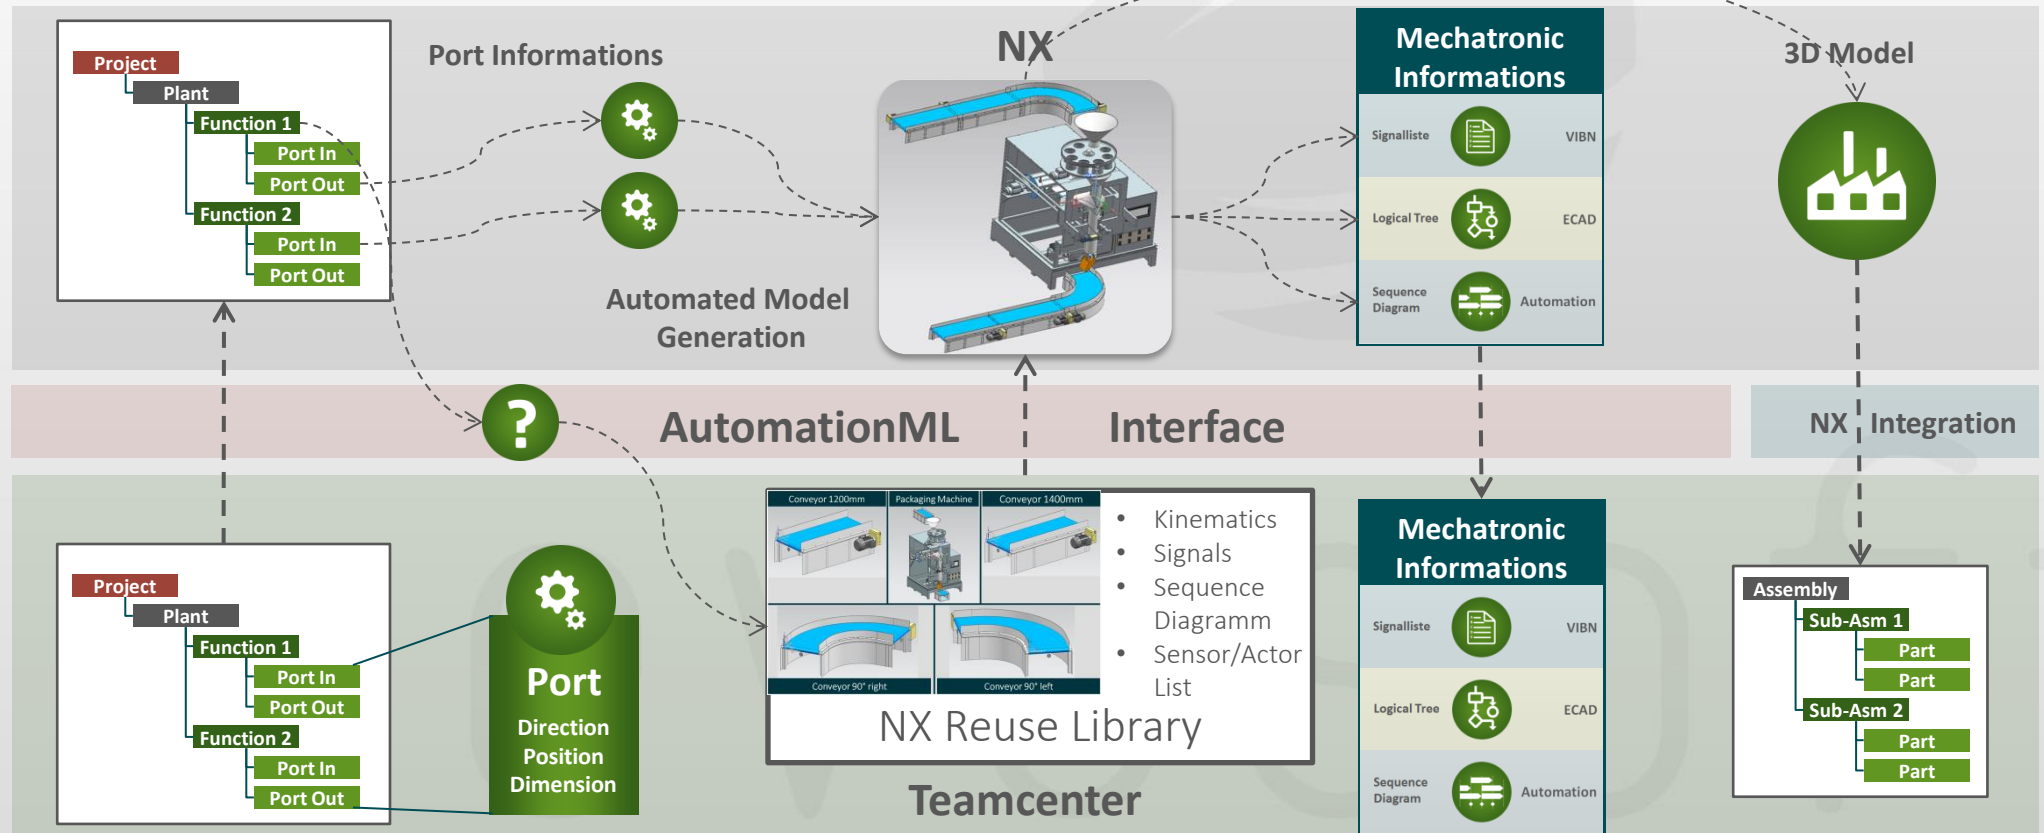 Project
Plant
Function 1
Port In
Port Out
Function 2
Port In
Port Out
Port Informations
Automated Model
Generation
NX
Mechatronic
Informations
Signalliste
VIBN
Logical Tree
ECAD
Sequence
Diagram
Automation
3D Model
?
AutomationML Interface
NX Integration
Project
Plant
Function 1
Port In
Port Out
Function 2
Port In
Port Out
Port
Direction
Position
Dimension
Conveyor 1200mm
Packaging Machine
Conveyor 1400mm
Conveyor 90° right
Conveyor 90° left
• Kinematics
• Signals
• Sequence
Diagramm
• Sensor/Actor
List
NX Reuse Library
Teamcenter
Mechatronic
Informations
Signalliste
VIBN
Logical Tree
ECAD
Sequence
Diagram
Automation
Assembly
Sub-Asm 1
Part
Part
Sub-Asm 2
Part
Part